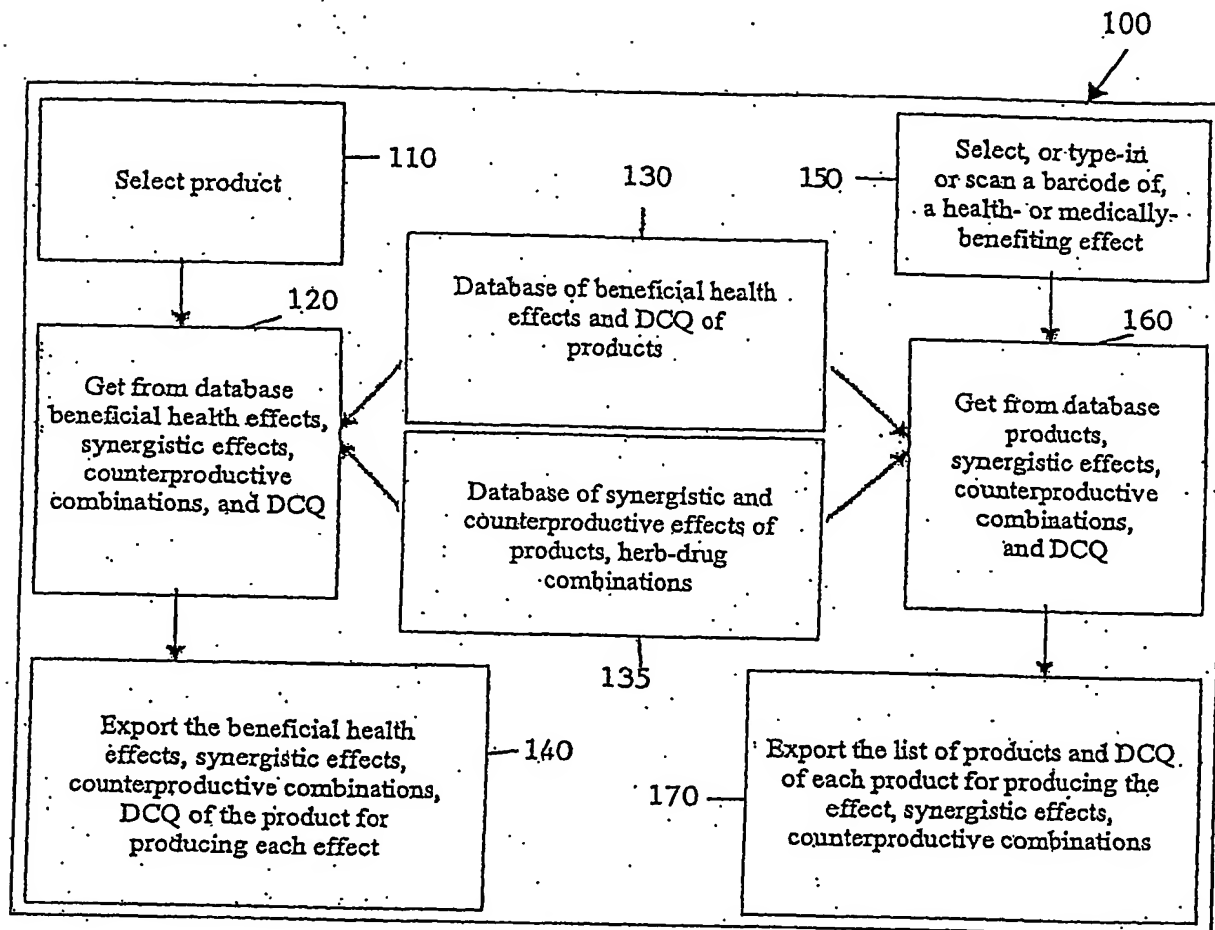 100
Select product
110
130
150
Select, or type-in
or scan a barcode of,
a health- or medically-
benefiting effect
Database of beneficial health
effects and DCQ of
products
120
160
Get from database
beneficial health effects,
synergistic effects,
counterproductive
combinations, and DCQ
Database of synergistic and
counterproductive effects of
products, herb-drug
combinations
Get from database
products,
synergistic effects,
counterproductive
combinations,
and DCQ
135
Export the beneficial health
effects, synergistic effects,
counterproductive combinations,
DCQ of the product for
producing each effect
140
170
Export the list of products and DCQ
of each product for producing the
effect, synergistic effects,
counterproductive combinations